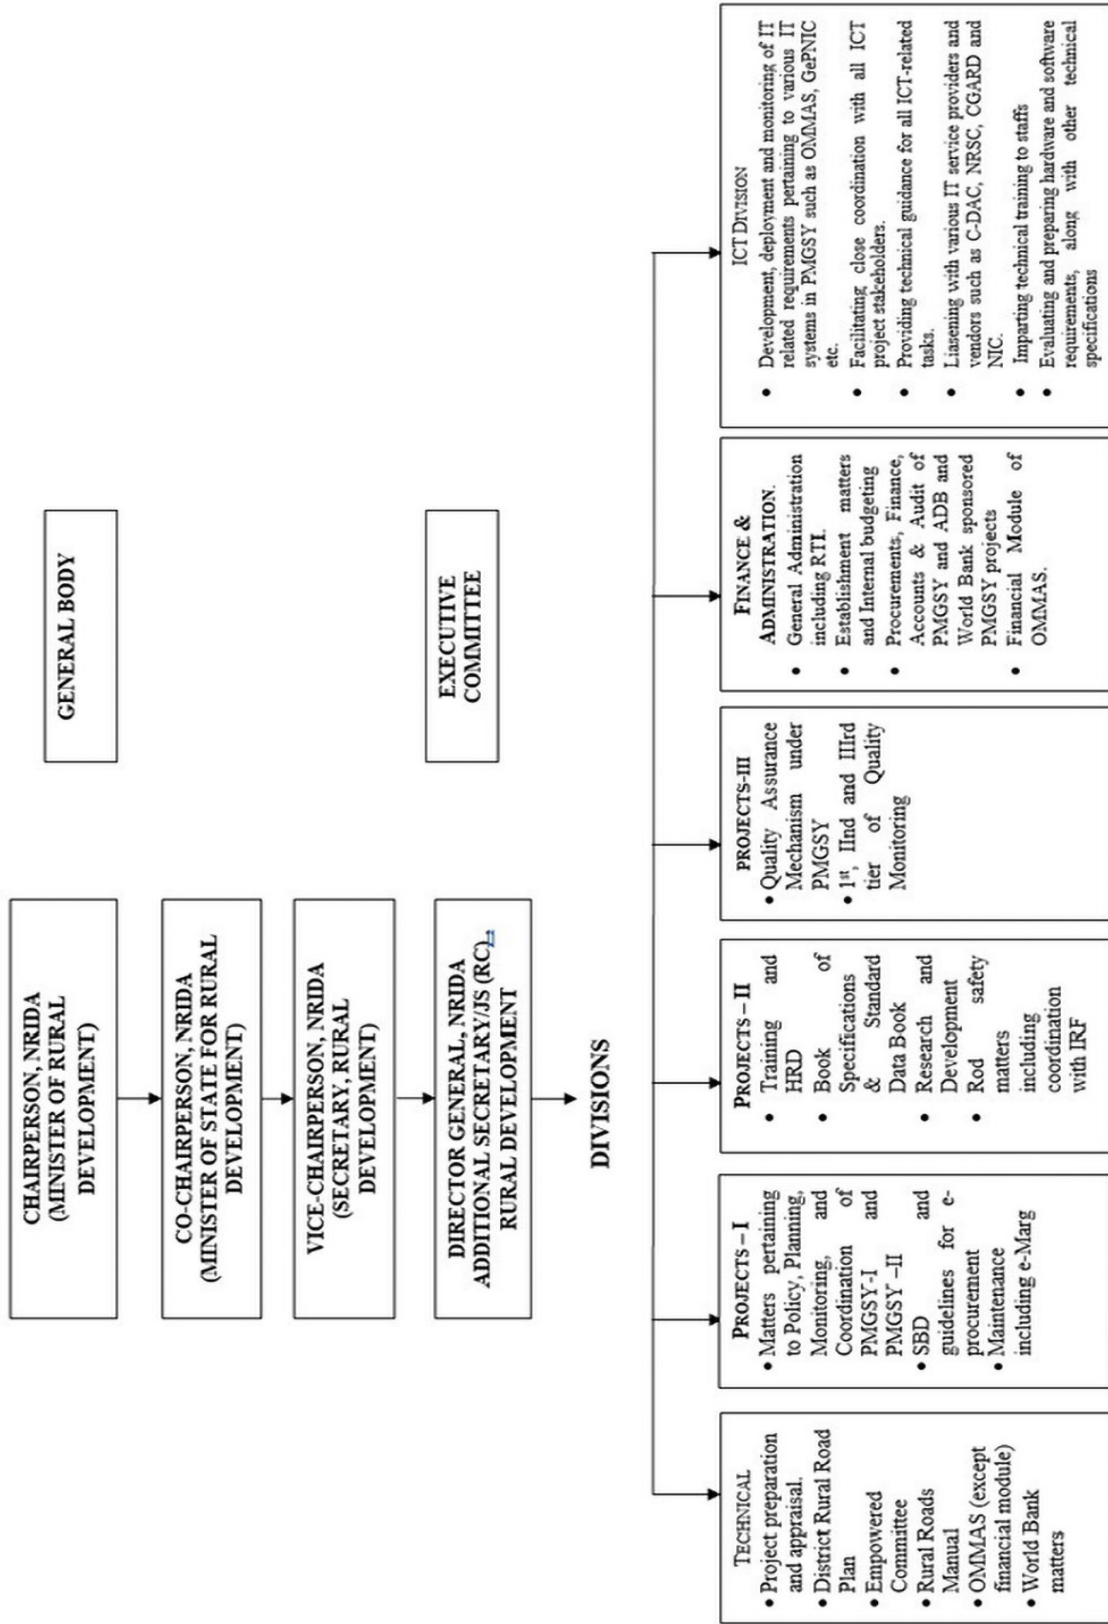 CHAIRPERSON, NRIDA
(MINISTER OF RURAL
DEVELOPMENT)
GENERAL BODY
CO-CHAIRPERSON, NRIDA
(MINISTER OF STATE FOR RURAL
DEVELOPMENT)
VICE-CHAIRPERSON, NRIDA
(SECRETARY, RURAL
DEVELOPMENT)
DIRECTOR GENERAL, NRIDA
ADDITIONAL SECRETARY/JS (RC),
RURAL DEVELOPMENT
EXECUTIVE
COMMITTEE
DIVISIONS
TECHNICAL
• Project preparation
and appraisal.
• District Rural Road
Plan
• Empowered
Committee
• Rural Roads
Manual
• OMMAS (except
financial module)
• World Bank
matters
PROJECTS – I
• Matters pertaining
to Policy, Planning,
Monitoring, and
Coordination of
PMGSY-I and
PMGSY –II
• SBD and
guidelines for e-
procurement
• Maintenance
including e-Marg
PROJECTS – II
• Training and
HRD
• Book of
Specifications
& Standard
Data Book
• Research and
Development
• Rod safety
matters
including
coordination
with IRF
PROJECTS-III
• Quality Assurance
Mechanism under
PMGSY
• 1st, IInd and IIIrd
tier of Quality
Monitoring
FINANCE &
ADMINISTRATION.
• General Administration
including RTI.
• Establishment matters
and Internal budgeting
• Procurements, Finance,
Accounts & Audit of
PMGSY and ADB and
World Bank sponsored
PMGSY projects
• Financial Module of
OMMAS.
ICT DIVISION
• Development, deployment and monitoring of IT
related requirements pertaining to various IT
systems in PMGSY such as OMMAS, GePNIC
etc.
• Facilitating close coordination with all ICT
project stakeholders.
• Providing technical guidance for all ICT-related
tasks.
• Liasening with various IT service providers and
vendors such as C-DAC, NRSC, CGARD and
NIC.
• Imparting technical training to staffs
• Evaluating and preparing hardware and software
requirements, along with other technical
specifications